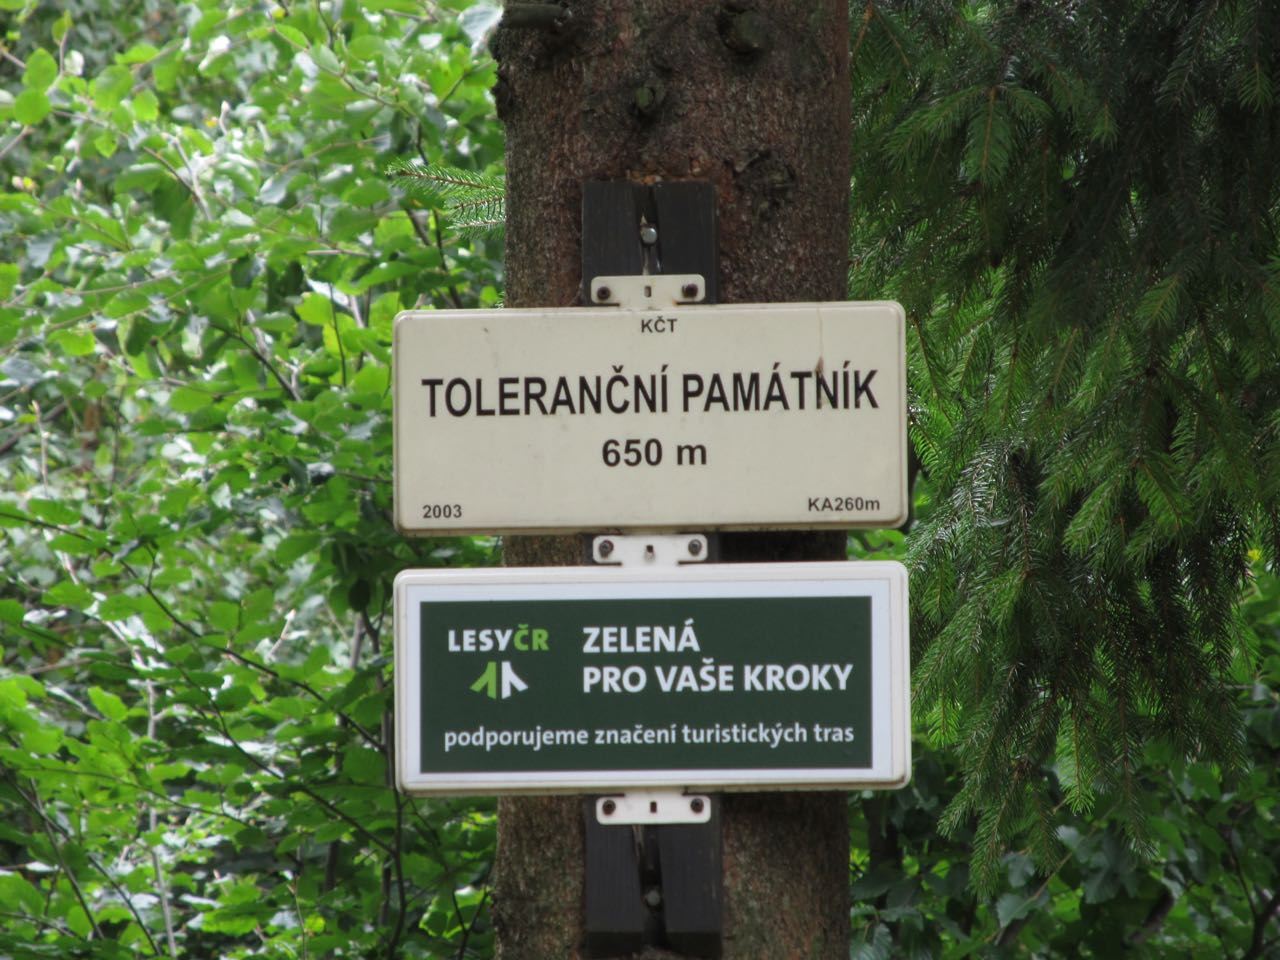 KČT
TOLERANČNÍ PAMÁTNÍK
650 m
2003 KA260m
LESYČR
ZELENÁ
PRO VAŠE KROKY
podporujeme značení turistických tras